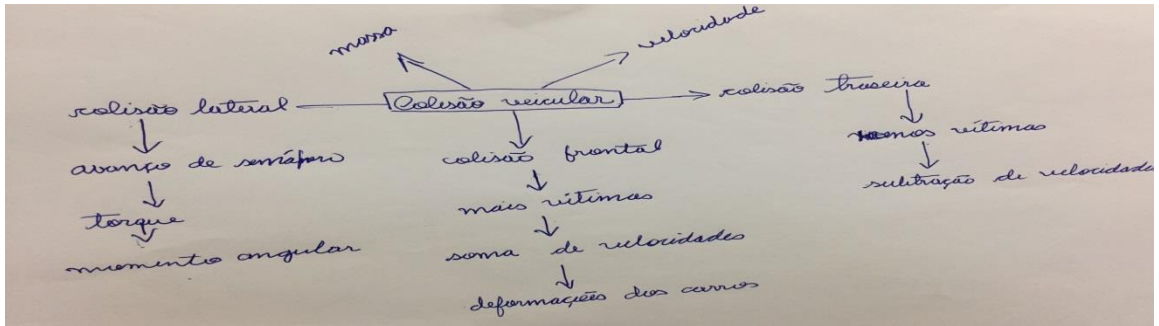 massa
velocidade
colisão lateral
Colisão veicular
colisão traseira
avanço de semáforo
torque
momento angular
colisão frontal
mais vítimas
soma de velocidades
deformações dos carros
menos vítimas
subtração de velocidades